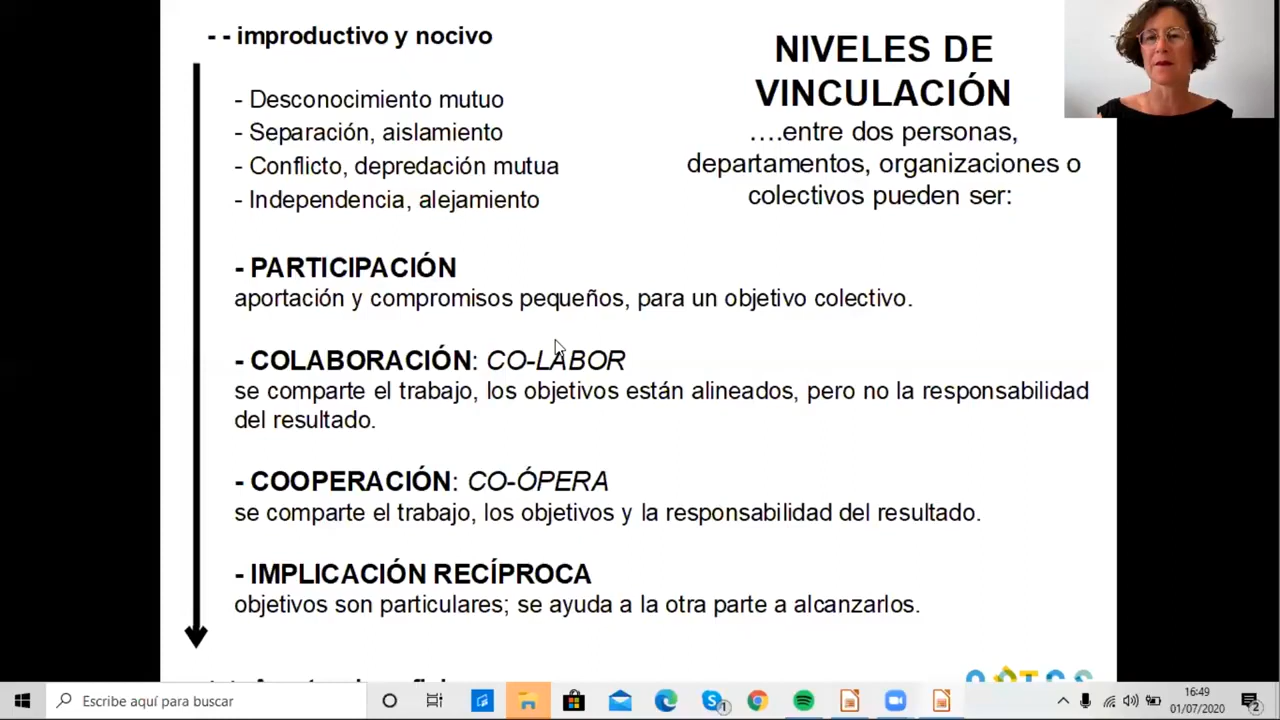 - - improductivo y nocivo
NIVELES DE
VINCULACIÓN
….entre dos personas,
departamentos, organizaciones o
colectivos pueden ser:
- Desconocimiento mutuo
- Separación, aislamiento
- Conflicto, depredación mutua
- Independencia, alejamiento
- PARTICIPACIÓN
aportación y compromisos pequeños, para un objetivo colectivo.
- COLABORACIÓN: CO-LABOR
se comparte el trabajo, los objetivos están alineados, pero no la responsabilidad
del resultado.
- COOPERACIÓN: CO-ÓPERA
se comparte el trabajo, los objetivos y la responsabilidad del resultado.
- IMPLICACIÓN RECÍPROCA
objetivos son particulares; se ayuda a la otra parte a alcanzarlos.
Escribe aquí para buscar
1
16:49
01/07/2020
2